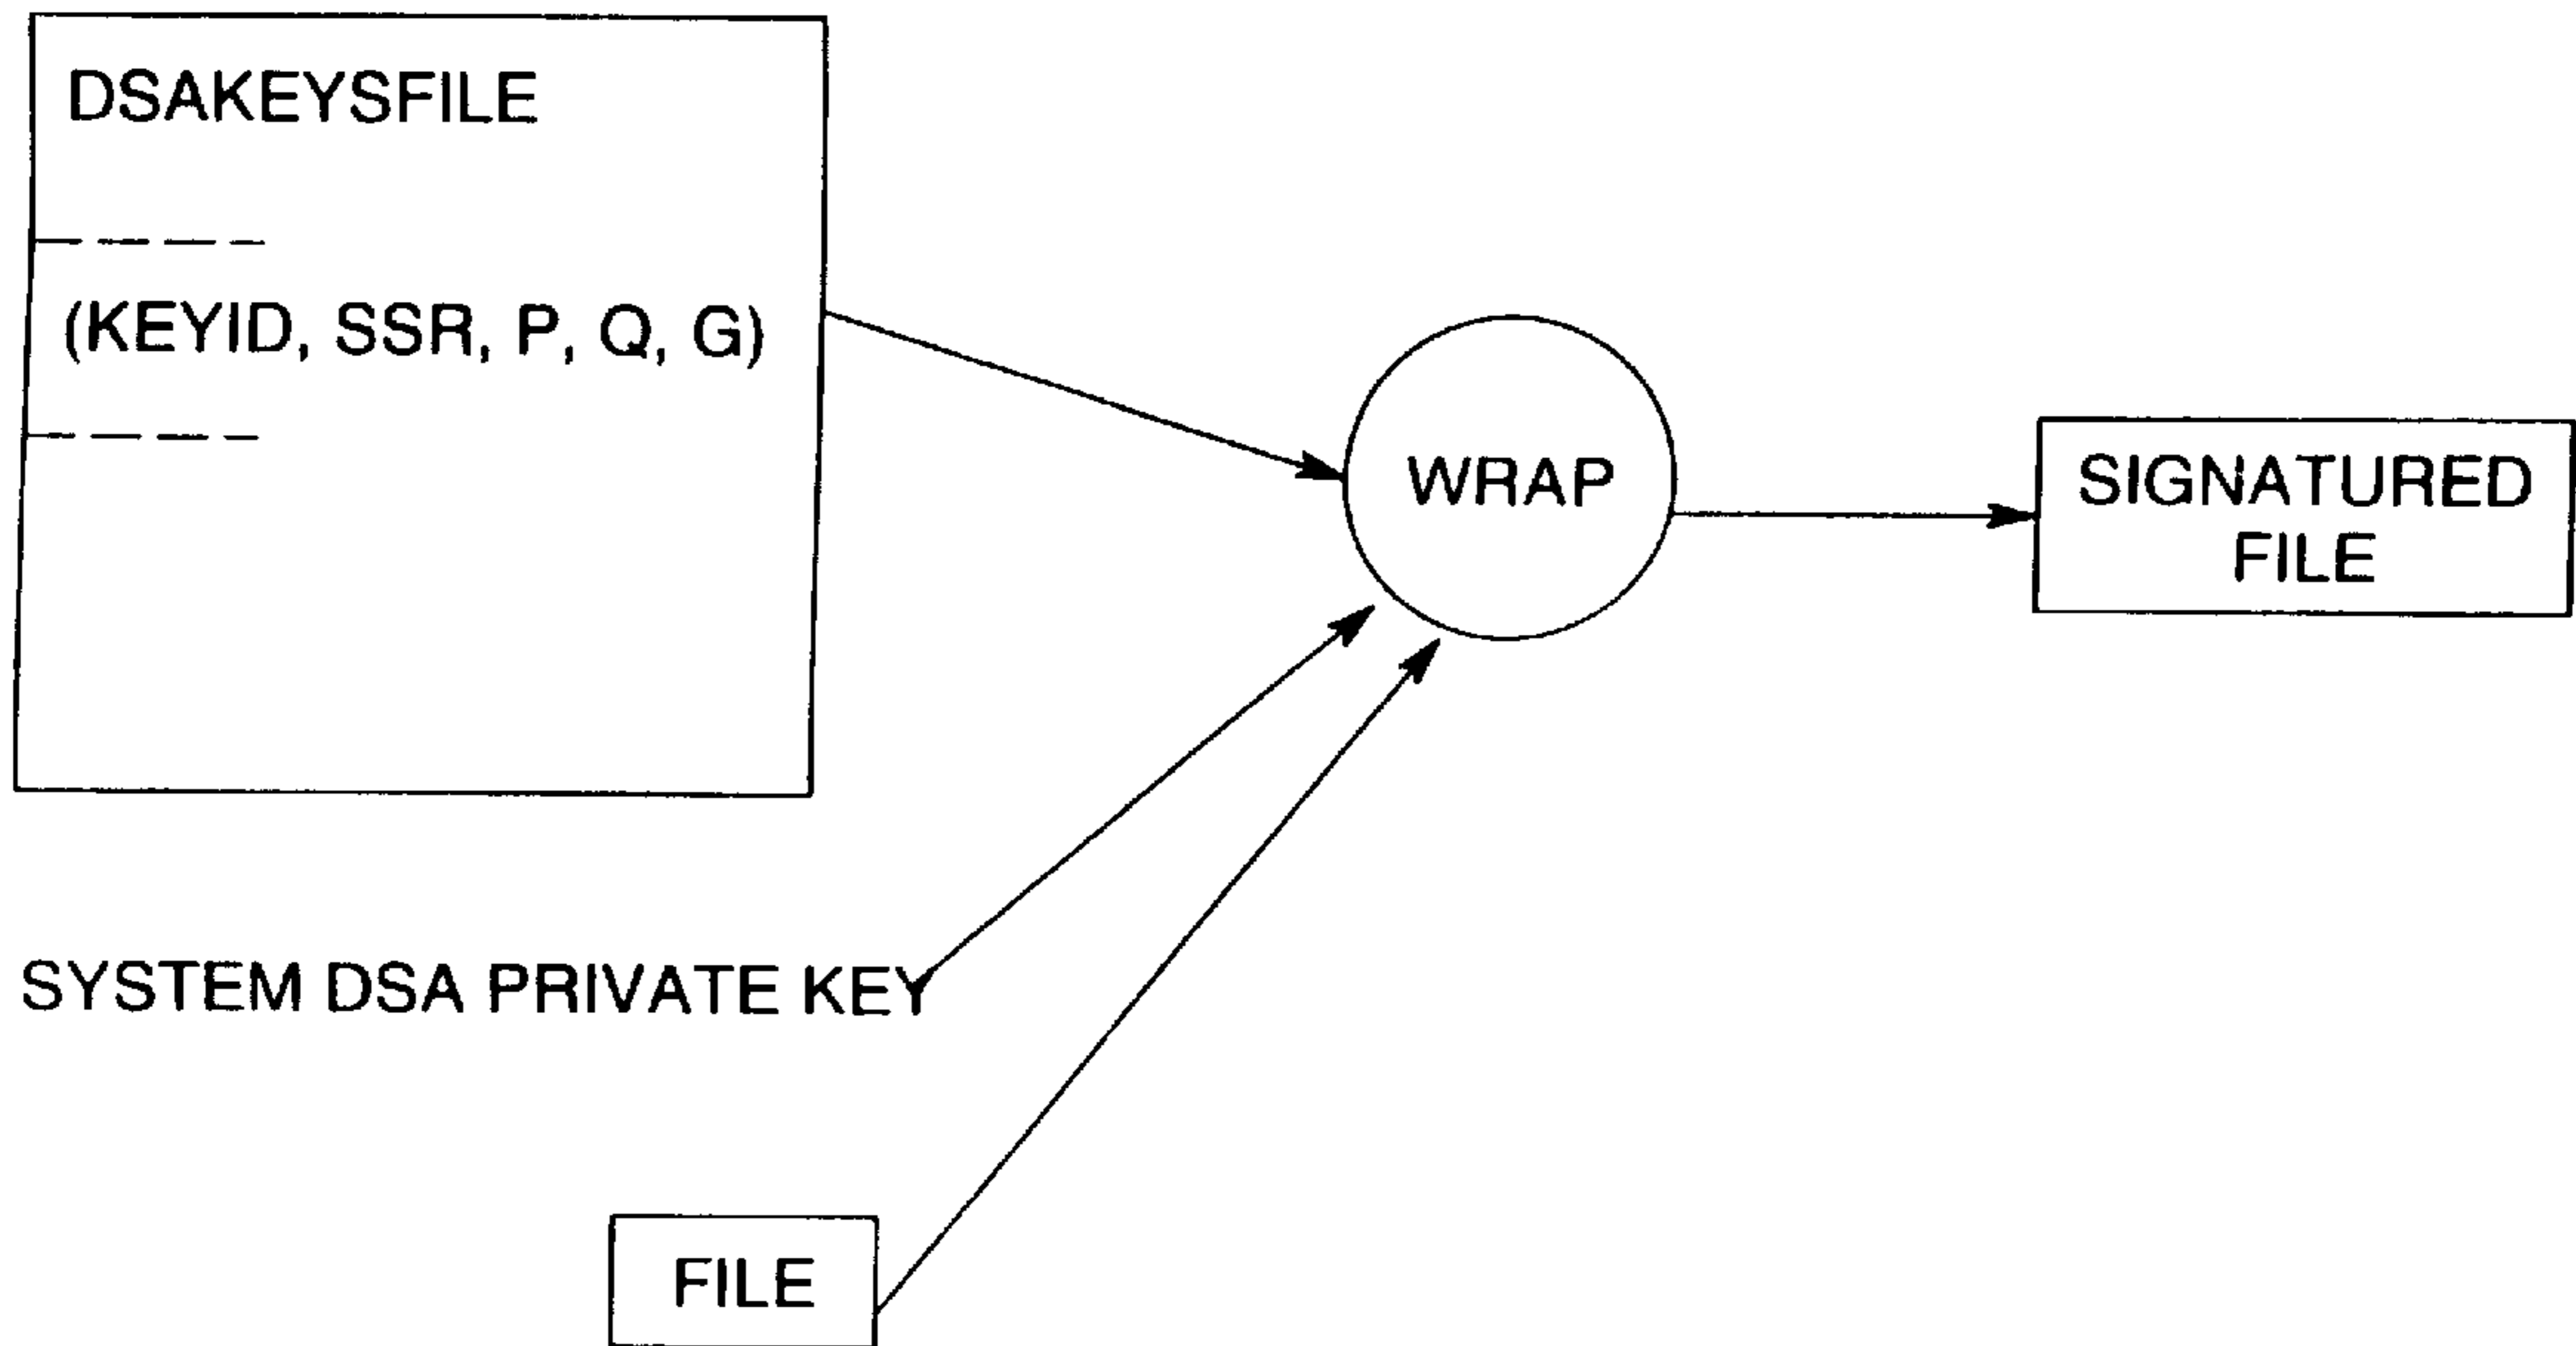 DSAKEYSFILE
(KEYID, SSR, P, Q, G)
WRAP
SIGNATURED
FILE
SYSTEM DSA PRIVATE KEY
FILE